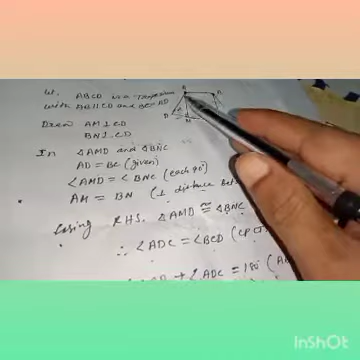 Let, ABCD is a Trapezium
with AB||CD and BC = AD
Draw AM⊥CD
BN⊥CD
In △AMD and △BNC
AD = BC (given)
∠AMD = ∠BNC (each 90°
AM = BN (⊥ distance bet
Using RHS. △AMD ≅ △BNC
∴ ∠ADC = ∠BCD (CP
+ ∠ADC = 180°
InShOt